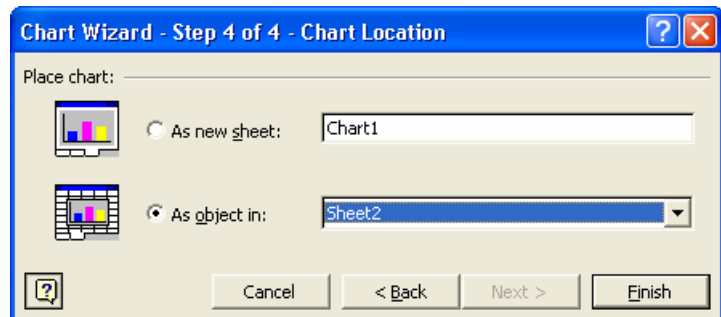 Chart Wizard - Step 4 of 4 - Chart Location
Place chart:
As new sheet: Chart1
As object in: Sheet2
Cancel < Back Next > Finish